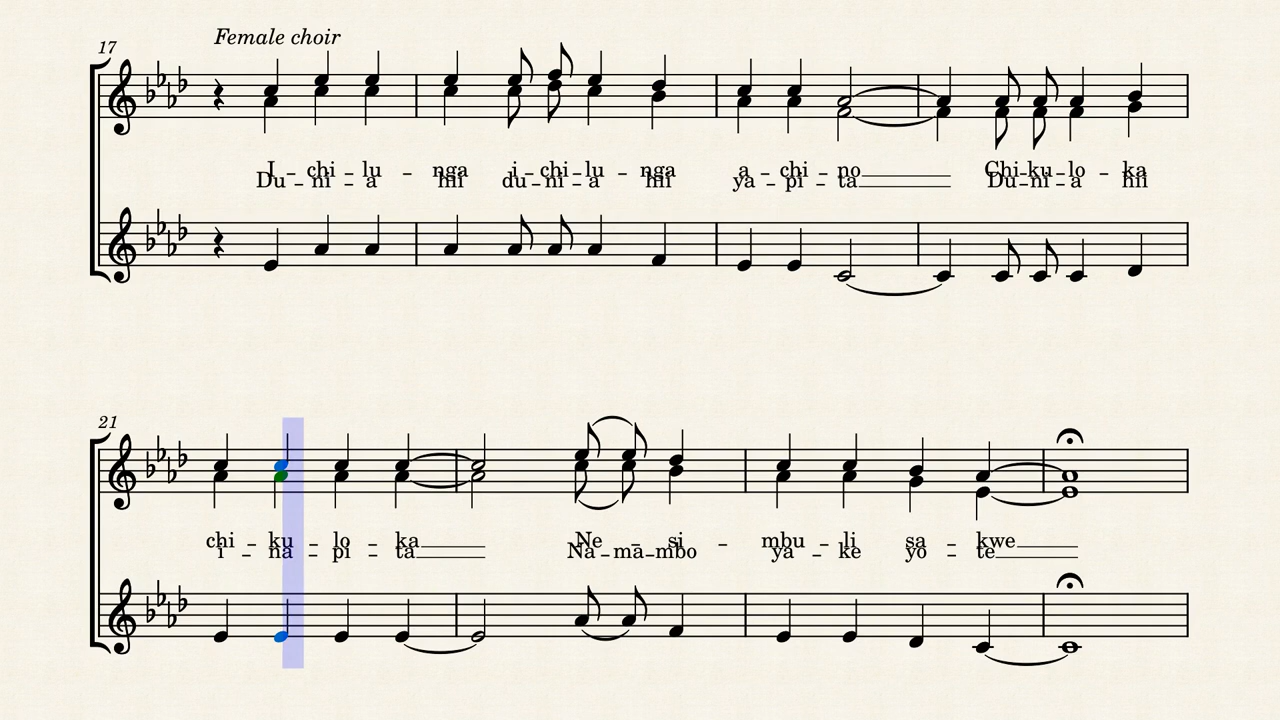 Female choir
17
I – chi – lu – nga i – chi – lu – nga a – chi – no Chi – ku – lo – ka
Du – ni – a hii du – ni – a hii ya – pi – ta Du – ni – a hii
21
chi – ku – lo – ka Ne – si – mbu – li sa – kwe
i – na – pi – ta Na – ma – mbo ya – ke yo – te